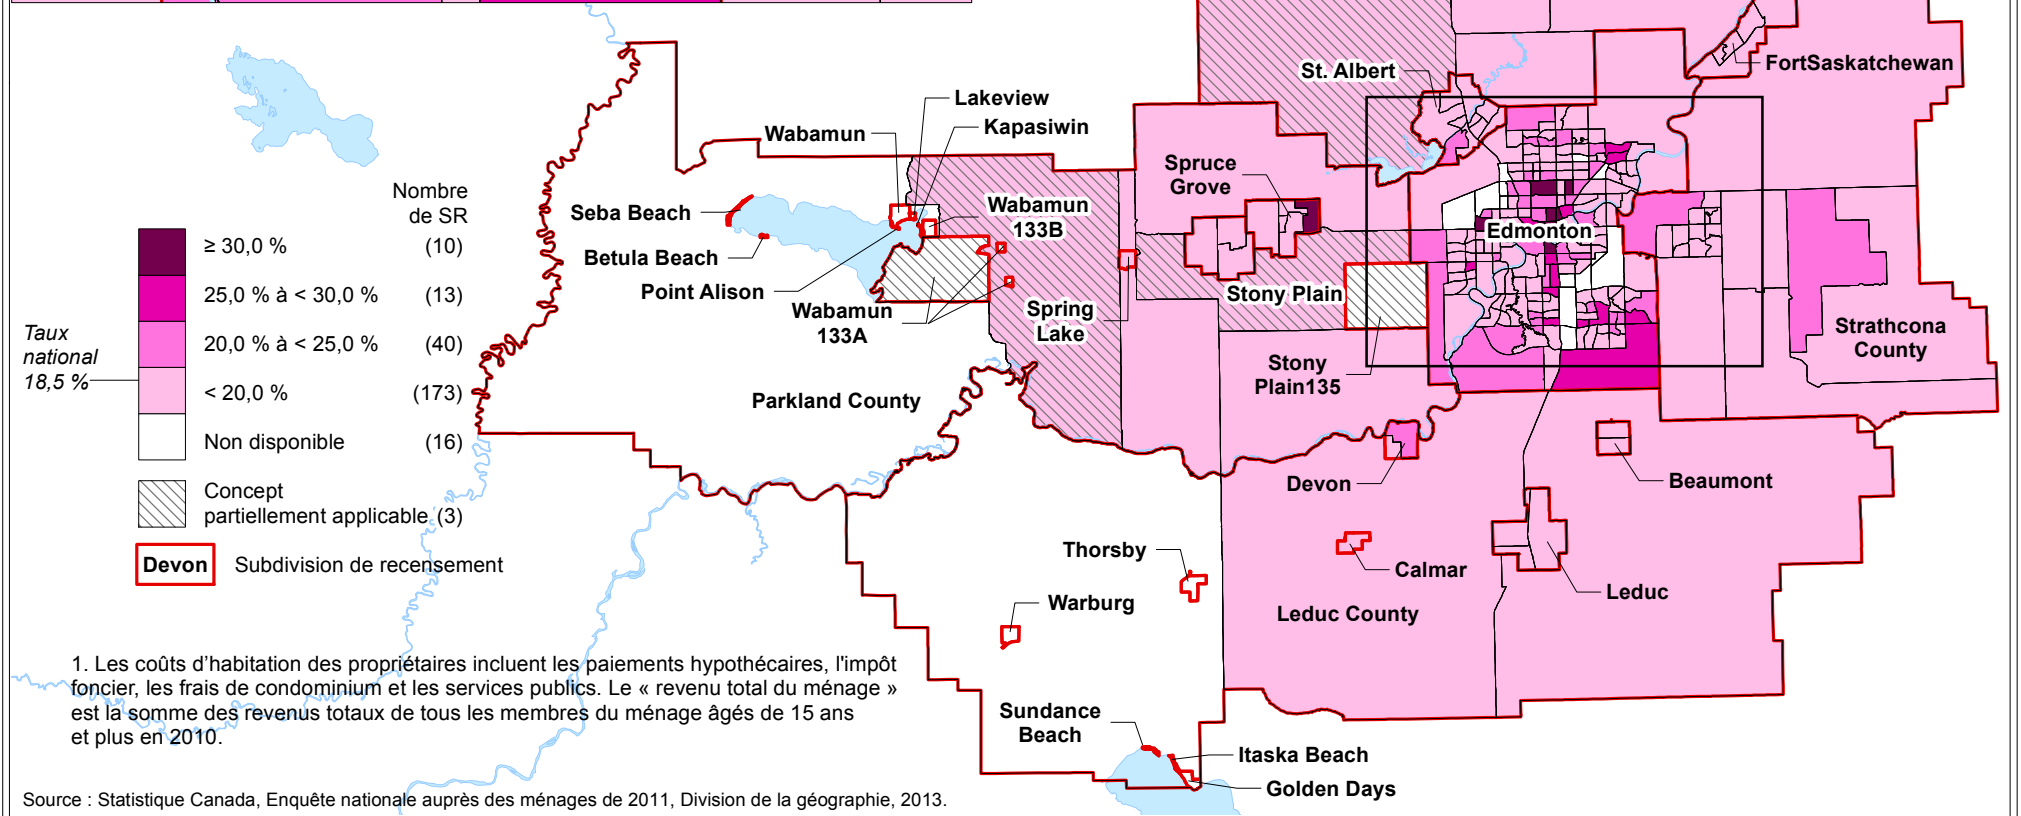 Nombre
de SR
≥ 30,0 % (10)
25,0 % à < 30,0 % (13)
20,0 % à < 25,0 % (40)
< 20,0 % (173)
Non disponible (16)
Taux
national
18,5 %
Concept
partiellement applicable (3)
Devon Subdivision de recensement
St. Albert
FortSaskatchewan
Lakeview
Kapasiwin
Wabamun
Spruce
Grove
Seba Beach
Wabamun
133B
Edmonton
Betula Beach
Point Alison
Stony Plain
Wabamun
133A
Spring
Lake
Strathcona
County
Stony
Plain135
Parkland County
Devon
Beaumont
Thorsby
Calmar
Leduc
Warburg
Leduc County
Sundance
Beach
Itaska Beach
Golden Days
1. Les coûts d’habitation des propriétaires incluent les paiements hypothécaires, l'impôt
foncier, les frais de condominium et les services publics. Le « revenu total du ménage »
est la somme des revenus totaux de tous les membres du ménage âgés de 15 ans
et plus en 2010.
Source : Statistique Canada, Enquête nationale auprès des ménages de 2011, Division de la géographie, 2013.